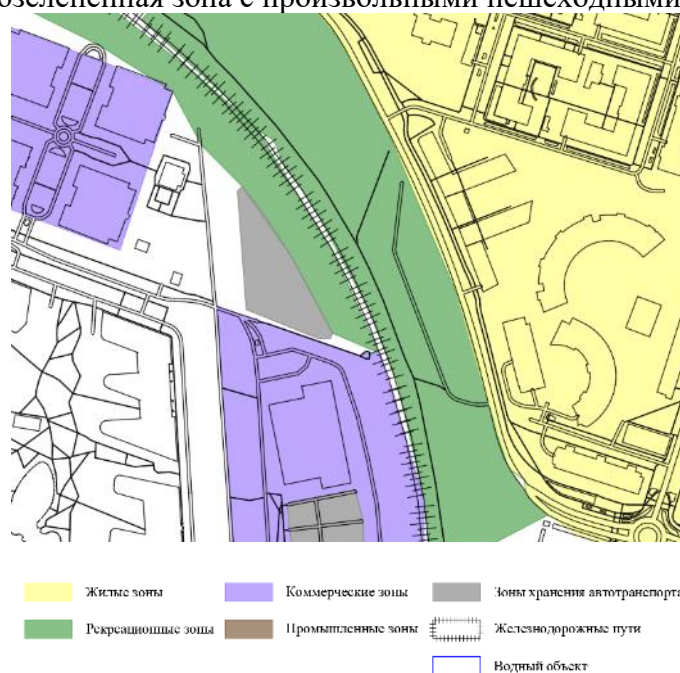 озелененная зона с произвольными пешеходными
Жилые зоны
Коммерческие зоны
Зоны хранения автотранспорта
Рекреационные зоны
Промышленные зоны
Железнодорожные пути
Водный объект